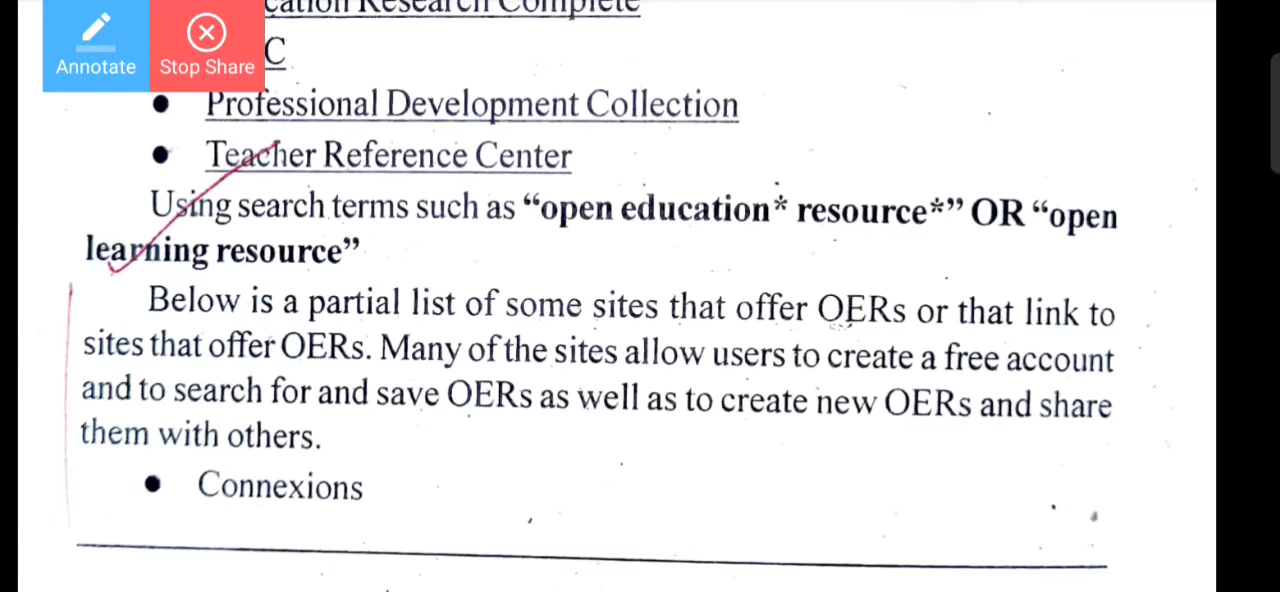 cation Research Complete
Annotate
Stop Share
C
● Professional Development Collection
● Teacher Reference Center
Using search terms such as “open education* resource*” OR “open
learning resource”
Below is a partial list of some sites that offer OERs or that link to
sites that offer OERs. Many of the sites allow users to create a free account
and to search for and save OERs as well as to create new OERs and share
them with others.
● Connexions